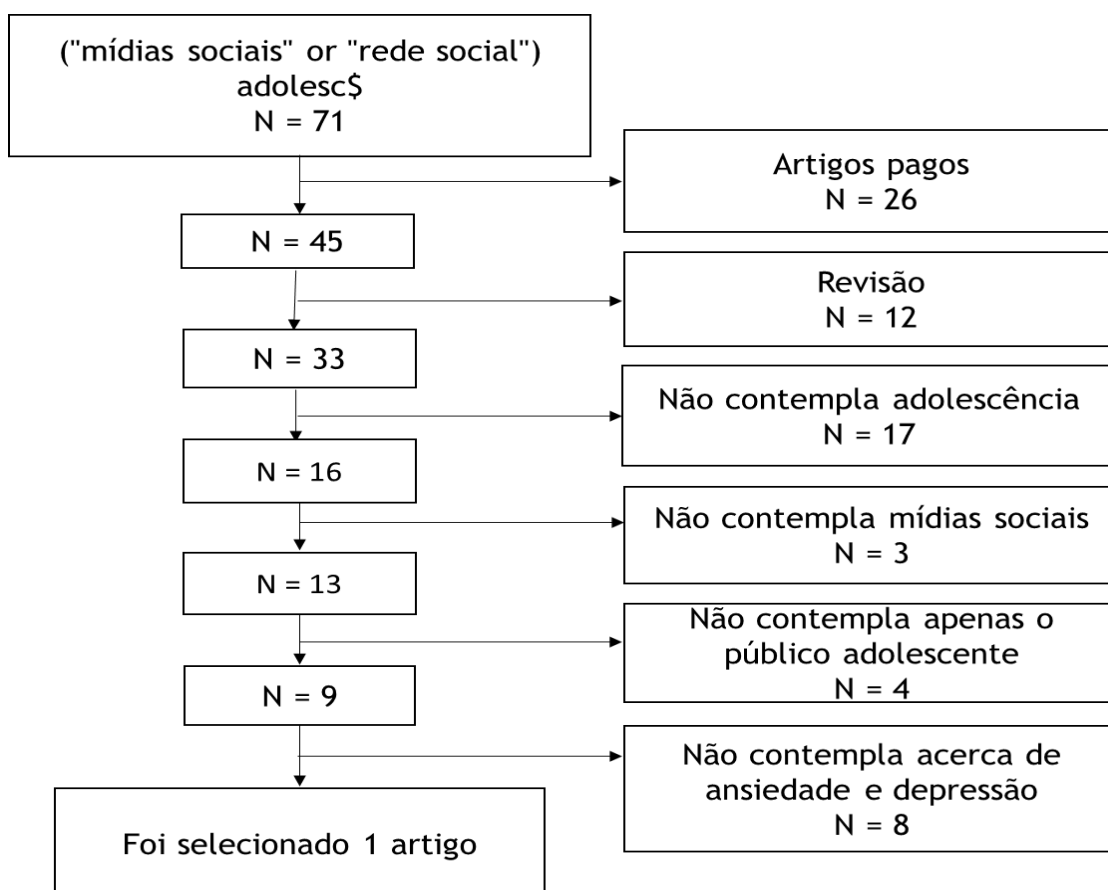 ("mídias sociais" or "rede social")
adolesc$
N = 71
Artigos pagos
N = 26
N = 45
Revisão
N = 12
N = 33
Não contempla adolescência
N = 17
N = 16
Não contempla mídias sociais
N = 3
N = 13
Não contempla apenas o
público adolescente
N = 4
N = 9
Não contempla acerca de
ansiedade e depressão
N = 8
Foi selecionado 1 artigo